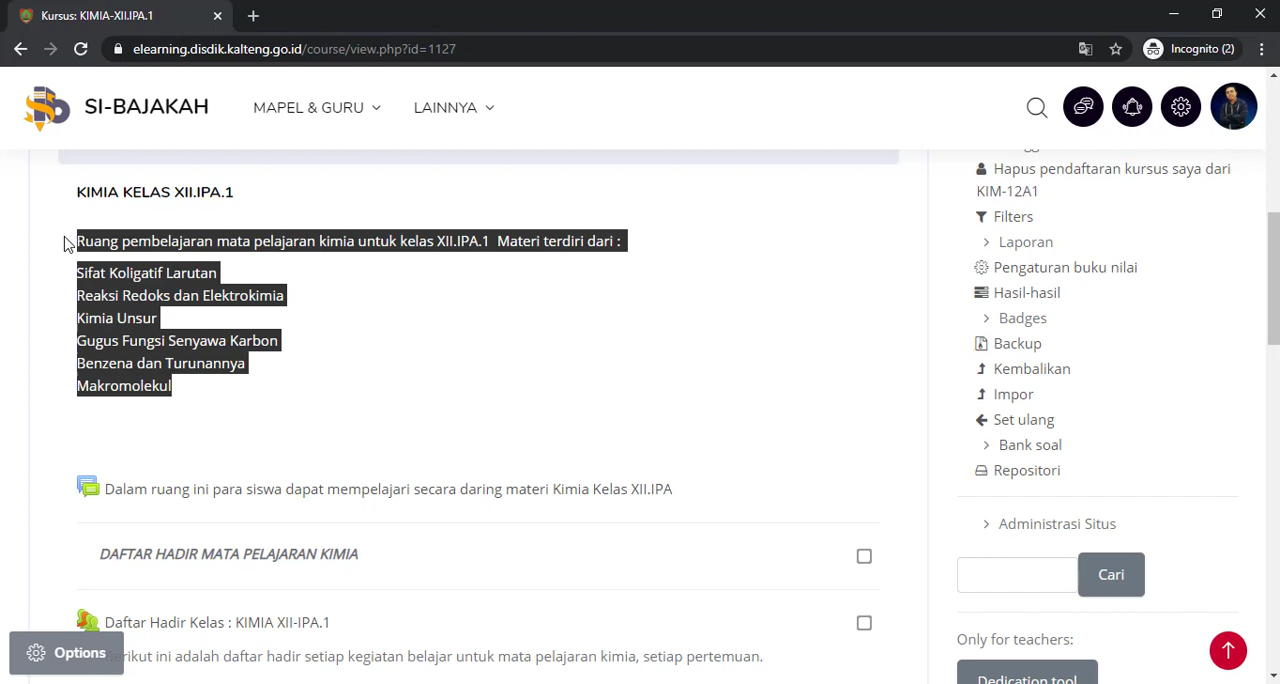 Kursus: KIMIA-XII.IPA.1
elearning.disdik.kalteng.go.id/course/view.php?id=1127
Incognito (2)
SI-BAJAKAH
MAPEL & GURU
LAINNYA
KIMIA KELAS XII.IPA.1
Ruang pembelajaran mata pelajaran kimia untuk kelas XII.IPA.1 Materi terdiri dari :
Sifat Koligatif Larutan
Reaksi Redoks dan Elektrokimia
Kimia Unsur
Gugus Fungsi Senyawa Karbon
Benzena dan Turunannya
Makromolekul
Dalam ruang ini para siswa dapat mempelajari secara daring materi Kimia Kelas XII.IPA
DAFTAR HADIR MATA PELAJARAN KIMIA
Daftar Hadir Kelas : KIMIA XII-IPA.1
ini adalah daftar hadir setiap kegiatan belajar untuk mata pelajaran kimia, setiap pertemuan.
Options
Hapus pendaftaran kursus saya dari
KIM-12A1
Filters
Laporan
Pengaturan buku nilai
Hasil-hasil
Badges
Backup
Kembalikan
Impor
Set ulang
Bank soal
Repositori
Administrasi Situs
Cari
Only for teachers:
Dedication tool